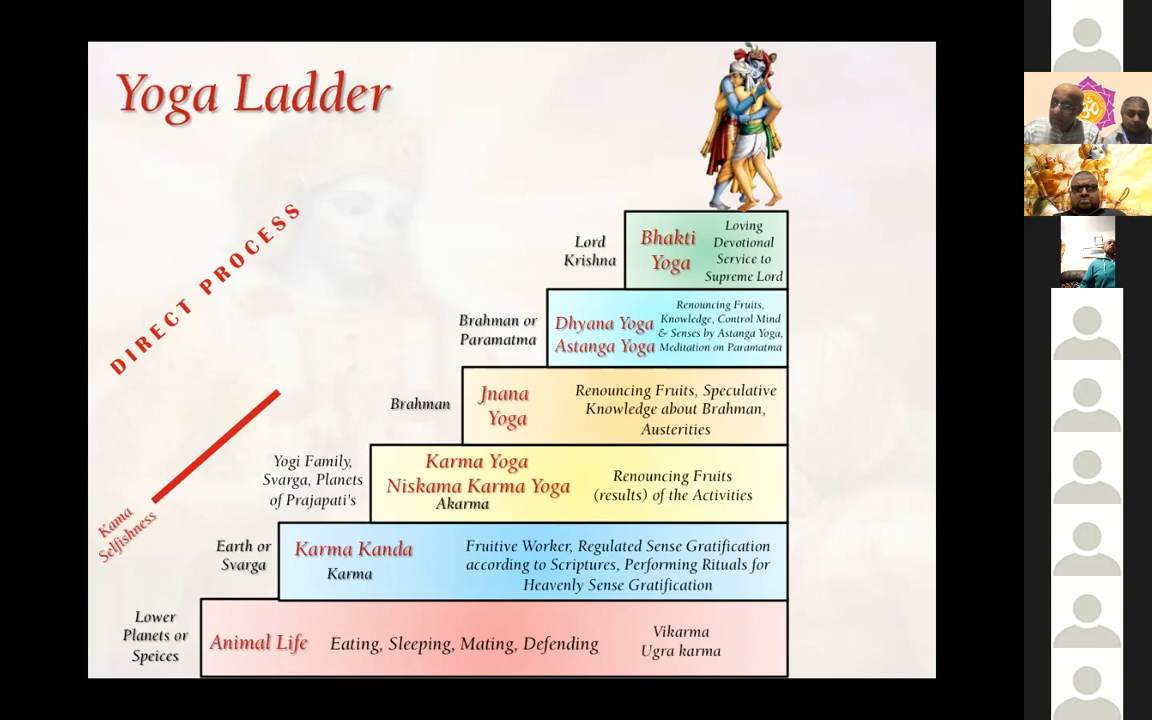 Yoga Ladder
DIRECT PROCESS
Kama
Selfishness
Lord
Krishna
Bhakti
Yoga
Loving
Devotional
Service to
Supreme Lord
Brahman or
Paramatma
Dhyana Yoga
Astanga Yoga
Renouncing Fruits,
Knowledge, Control Mind
& Senses by Astanga Yoga,
Meditation on Paramatma
Brahman
Jnana
Yoga
Renouncing Fruits, Speculative
Knowledge about Brahman,
Austerities
Yogi Family,
Svarga, Planets
of Prajapati's
Karma Yoga
Niskama Karma Yoga
Akarma
Renouncing Fruits
(results) of the Activities
Earth or
Svarga
Karma Kanda
Karma
Fruitive Worker, Regulated Sense Gratification
according to Scriptures, Performing Rituals for
Heavenly Sense Gratification
Lower
Planets or
Speices
Animal Life
Eating, Sleeping, Mating, Defending
Vikarma
Ugra karma